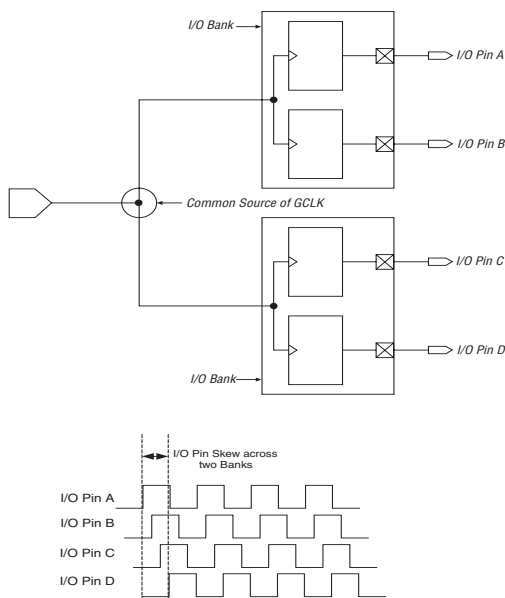 I/O Bank
I/O Pin A
I/O Pin B
Common Source of GCLK
I/O Pin C
I/O Pin D
I/O Bank
I/O Pin Skew across
two Banks
I/O Pin A
I/O Pin B
I/O Pin C
I/O Pin D